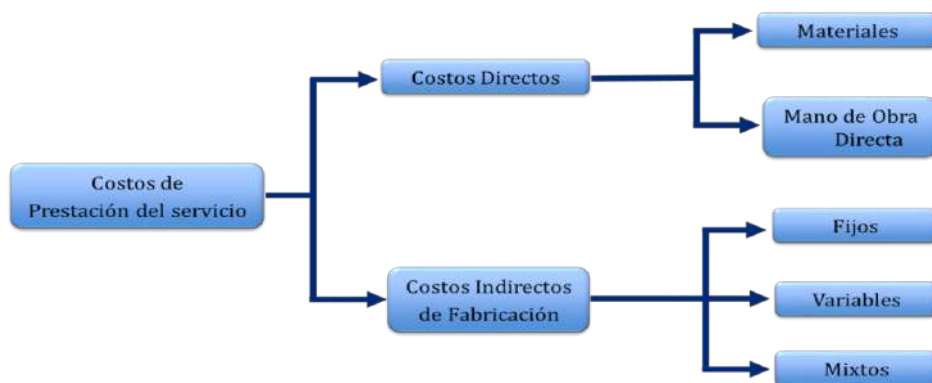 Costos de
Prestación del servicio
Costos Directos
Materiales
Mano de Obra
Directa
Costos Indirectos
de Fabricación
Fijos
Variables
Mixtos